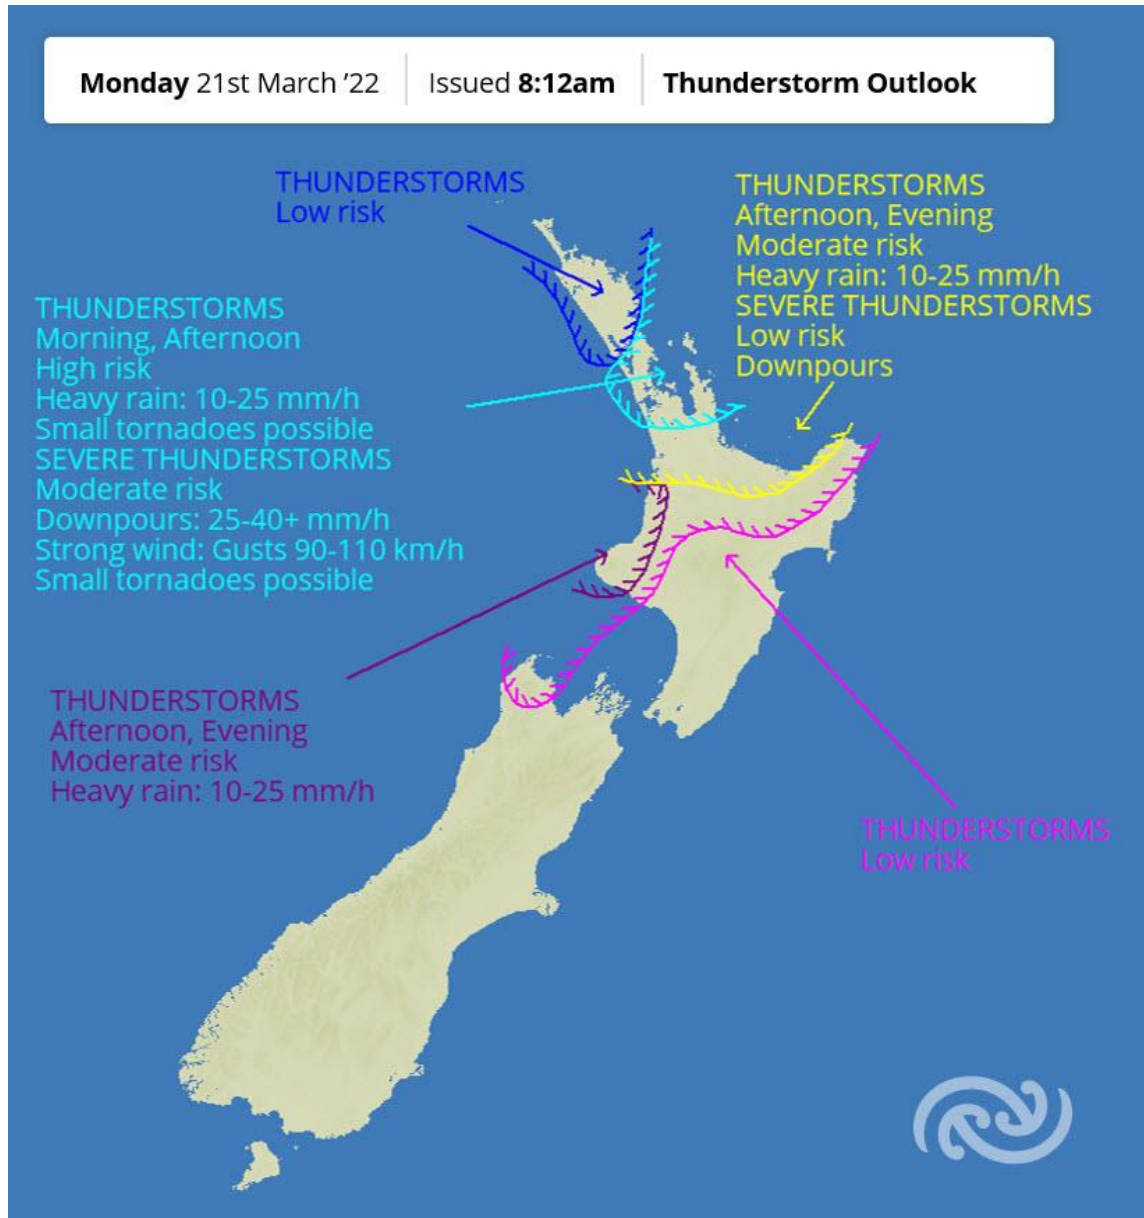 Monday 21st March '22 Issued 8:12am Thunderstorm Outlook
THUNDERSTORMS
Low risk
THUNDERSTORMS
Afternoon, Evening
Moderate risk
Heavy rain: 10-25 mm/h
SEVERE THUNDERSTORMS
Low risk
Downpours
THUNDERSTORMS
Morning, Afternoon
High risk
Heavy rain: 10-25 mm/h
Small tornadoes possible
SEVERE THUNDERSTORMS
Moderate risk
Downpours: 25-40+ mm/h
Strong wind: Gusts 90-110 km/h
Small tornadoes possible
THUNDERSTORMS
Afternoon, Evening
Moderate risk
Heavy rain: 10-25 mm/h
THUNDERSTORMS
Low risk